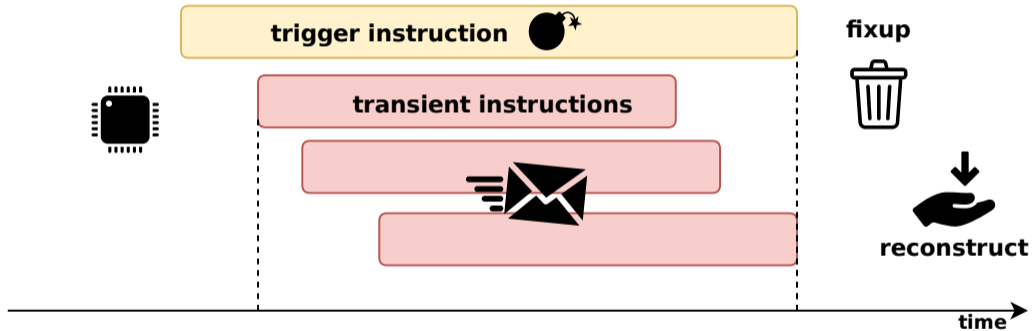 trigger instruction
fixup
transient instructions
reconstruct
time